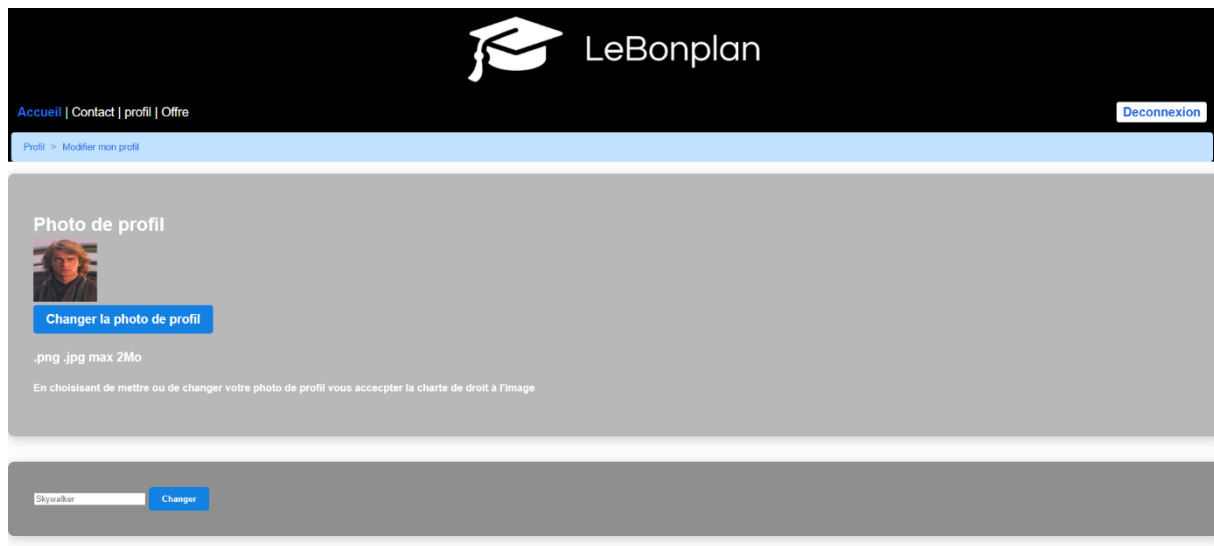 LeBonplan
Accueil | Contact | profil | Offre
Deconnexion
Profil > Modifier mon profil
Photo de profil
Changer la photo de profil
.png .jpg max 2Mo
En choisisant de mettre ou de changer votre photo de profil vous accecpter la charte de droit à l'image
Skywalker
Changer